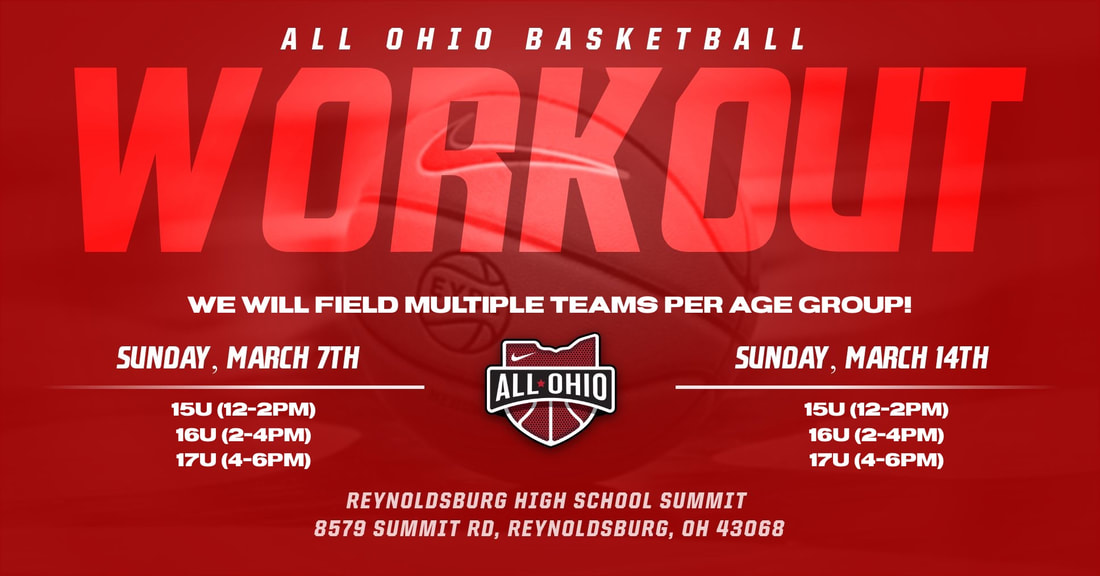 ALL OHIO BASKETBALL
WORKOUT
WE WILL FIELD MULTIPLE TEAMS PER AGE GROUP!
SUNDAY, MARCH 7TH
15U (12-2PM)
16U (2-4PM)
17U (4-6PM)
ALL★OHIO
SUNDAY, MARCH 14TH
15U (12-2PM)
16U (2-4PM)
17U (4-6PM)
REYNOLDSBURG HIGH SCHOOL SUMMIT
8579 SUMMIT RD, REYNOLDSBURG, OH 43068